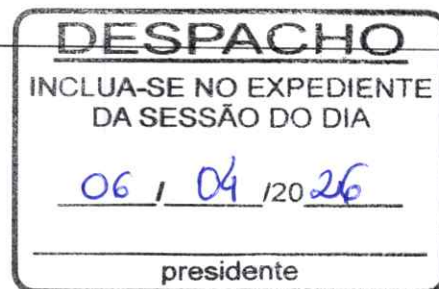 DESPACHO
INCLUA-SE NO EXPEDIENTE
DA SESSÃO DO DIA
06 / 04 /2026
presidente